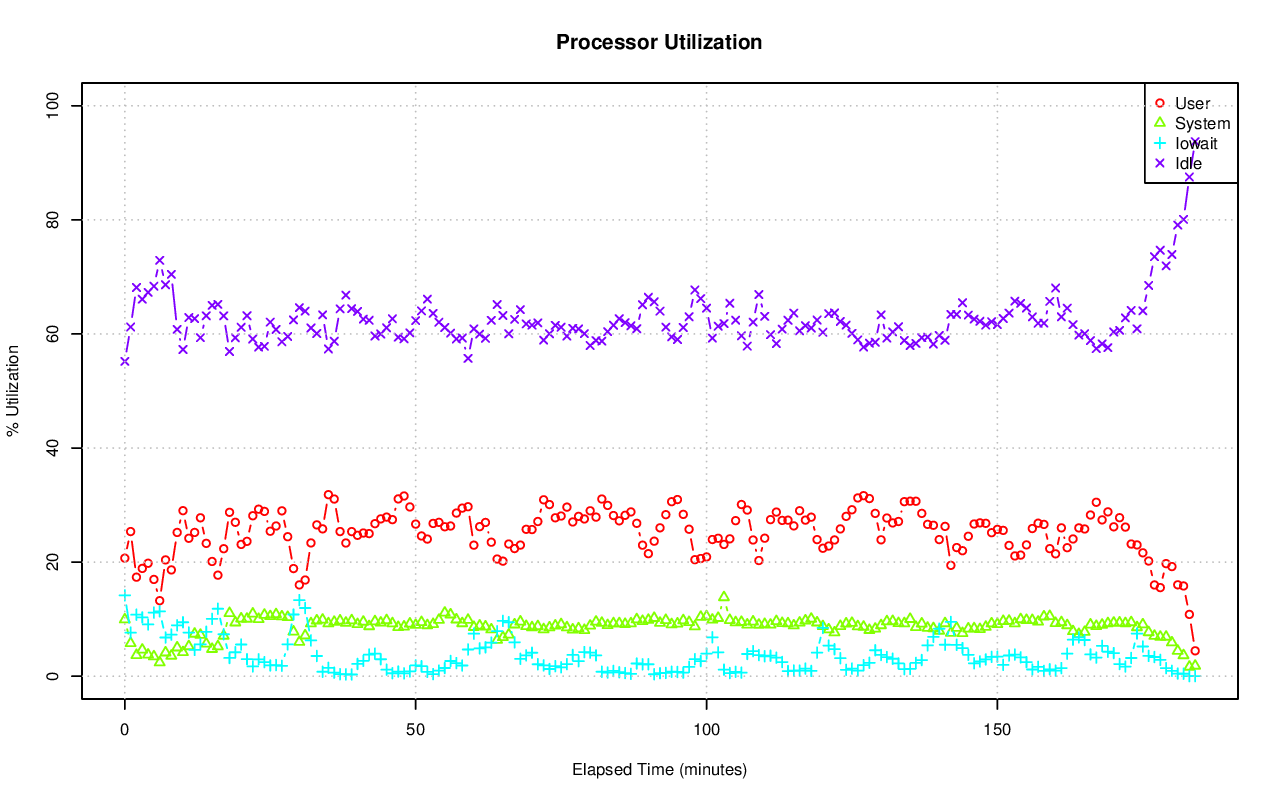 Processor Utilization
% Utilization
100
80
60
40
20
0
User
System
Iowait
Idle
0 50 100 150
Elapsed Time (minutes)